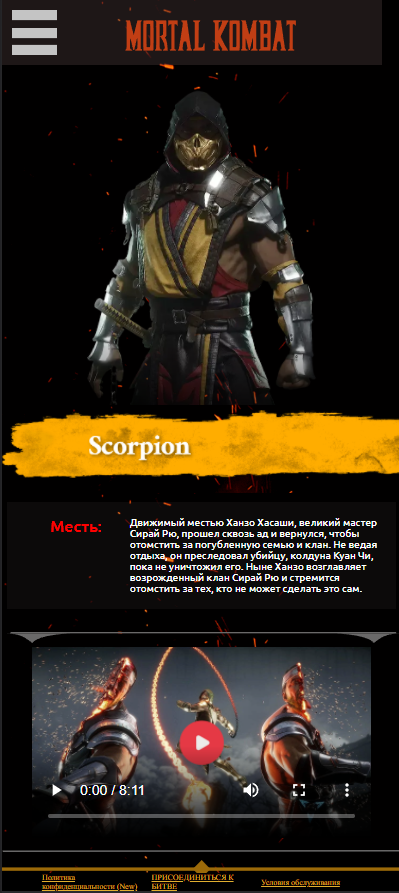 MORTAL KOMBAT
Scorpion
Месть:
Движимый местью Ханзо Хасаши, великий мастер
Сирай Рю, прошел сквозь ад и вернулся, чтобы
отомстить за погубленную семью и клан. Не ведая
отдыха, он преследовал убийцу, колдуна Куан Чи,
пока не уничтожил его. Ныне Ханзо возглавляет
возрожденный клан Сирай Рю и стремится
отомстить за тех, кто не может сделать это сам.
0:00 / 8:11
Политика
конфиденциальности (New)
ПРИСОЕДИНИТЬСЯ К
БИТВЕ
Условия обслуживания